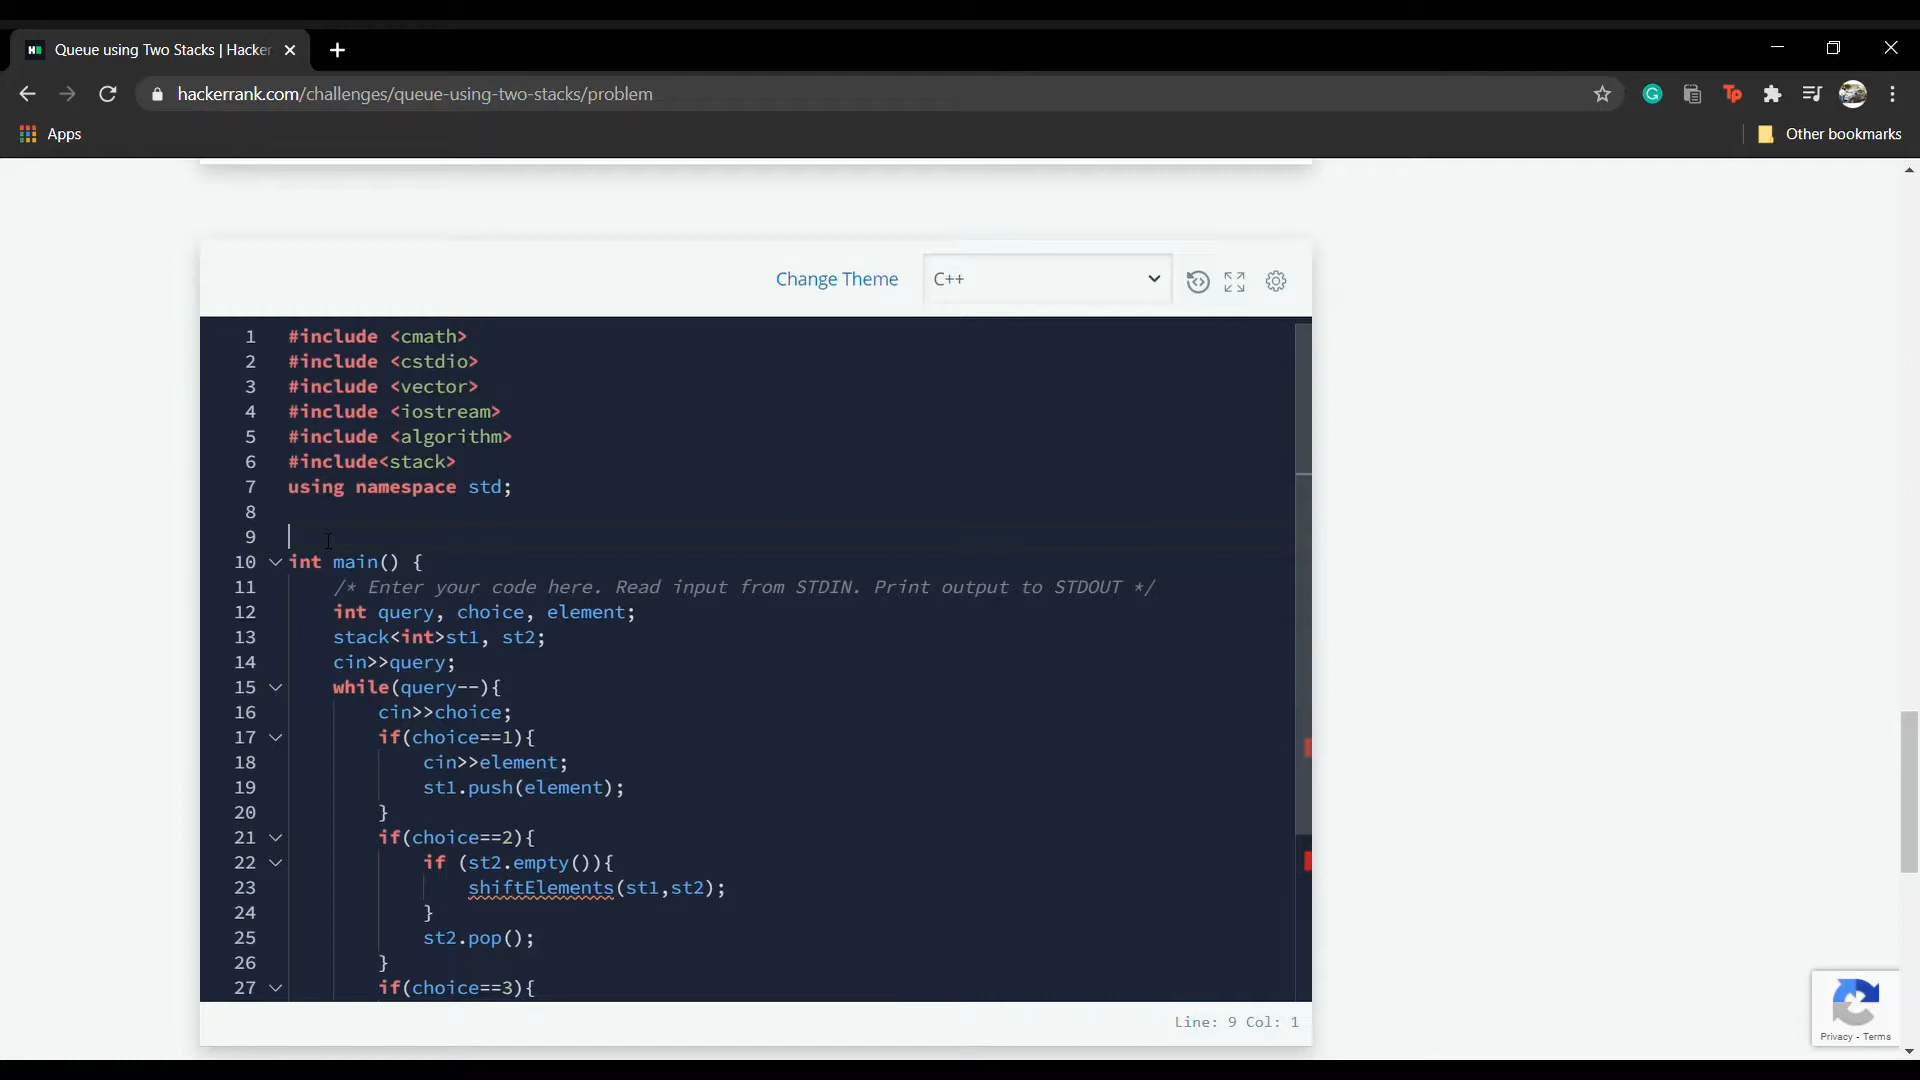 Queue using Two Stacks | Hacker
hackerrank.com/challenges/queue-using-two-stacks/problem
Apps
Other bookmarks
Change Theme
C++
1 #include <cmath>
2 #include <cstdio>
3 #include <vector>
4 #include <iostream>
5 #include <algorithm>
6 #include<stack>
7 using namespace std;
8
9
10 int main() {
11 /* Enter your code here. Read input from STDIN. Print output to STDOUT */
12 int query, choice, element;
13 stack<int>st1, st2;
14 cin>>query;
15 while(query--){
16 cin>>choice;
17 if(choice==1){
18 cin>>element;
19 st1.push(element);
20 }
21 if(choice==2){
22 if (st2.empty()){
23 shiftElements(st1,st2);
24 }
25 st2.pop();
26 }
27 if(choice==3){
Line: 9 Col: 1
Privacy - Terms